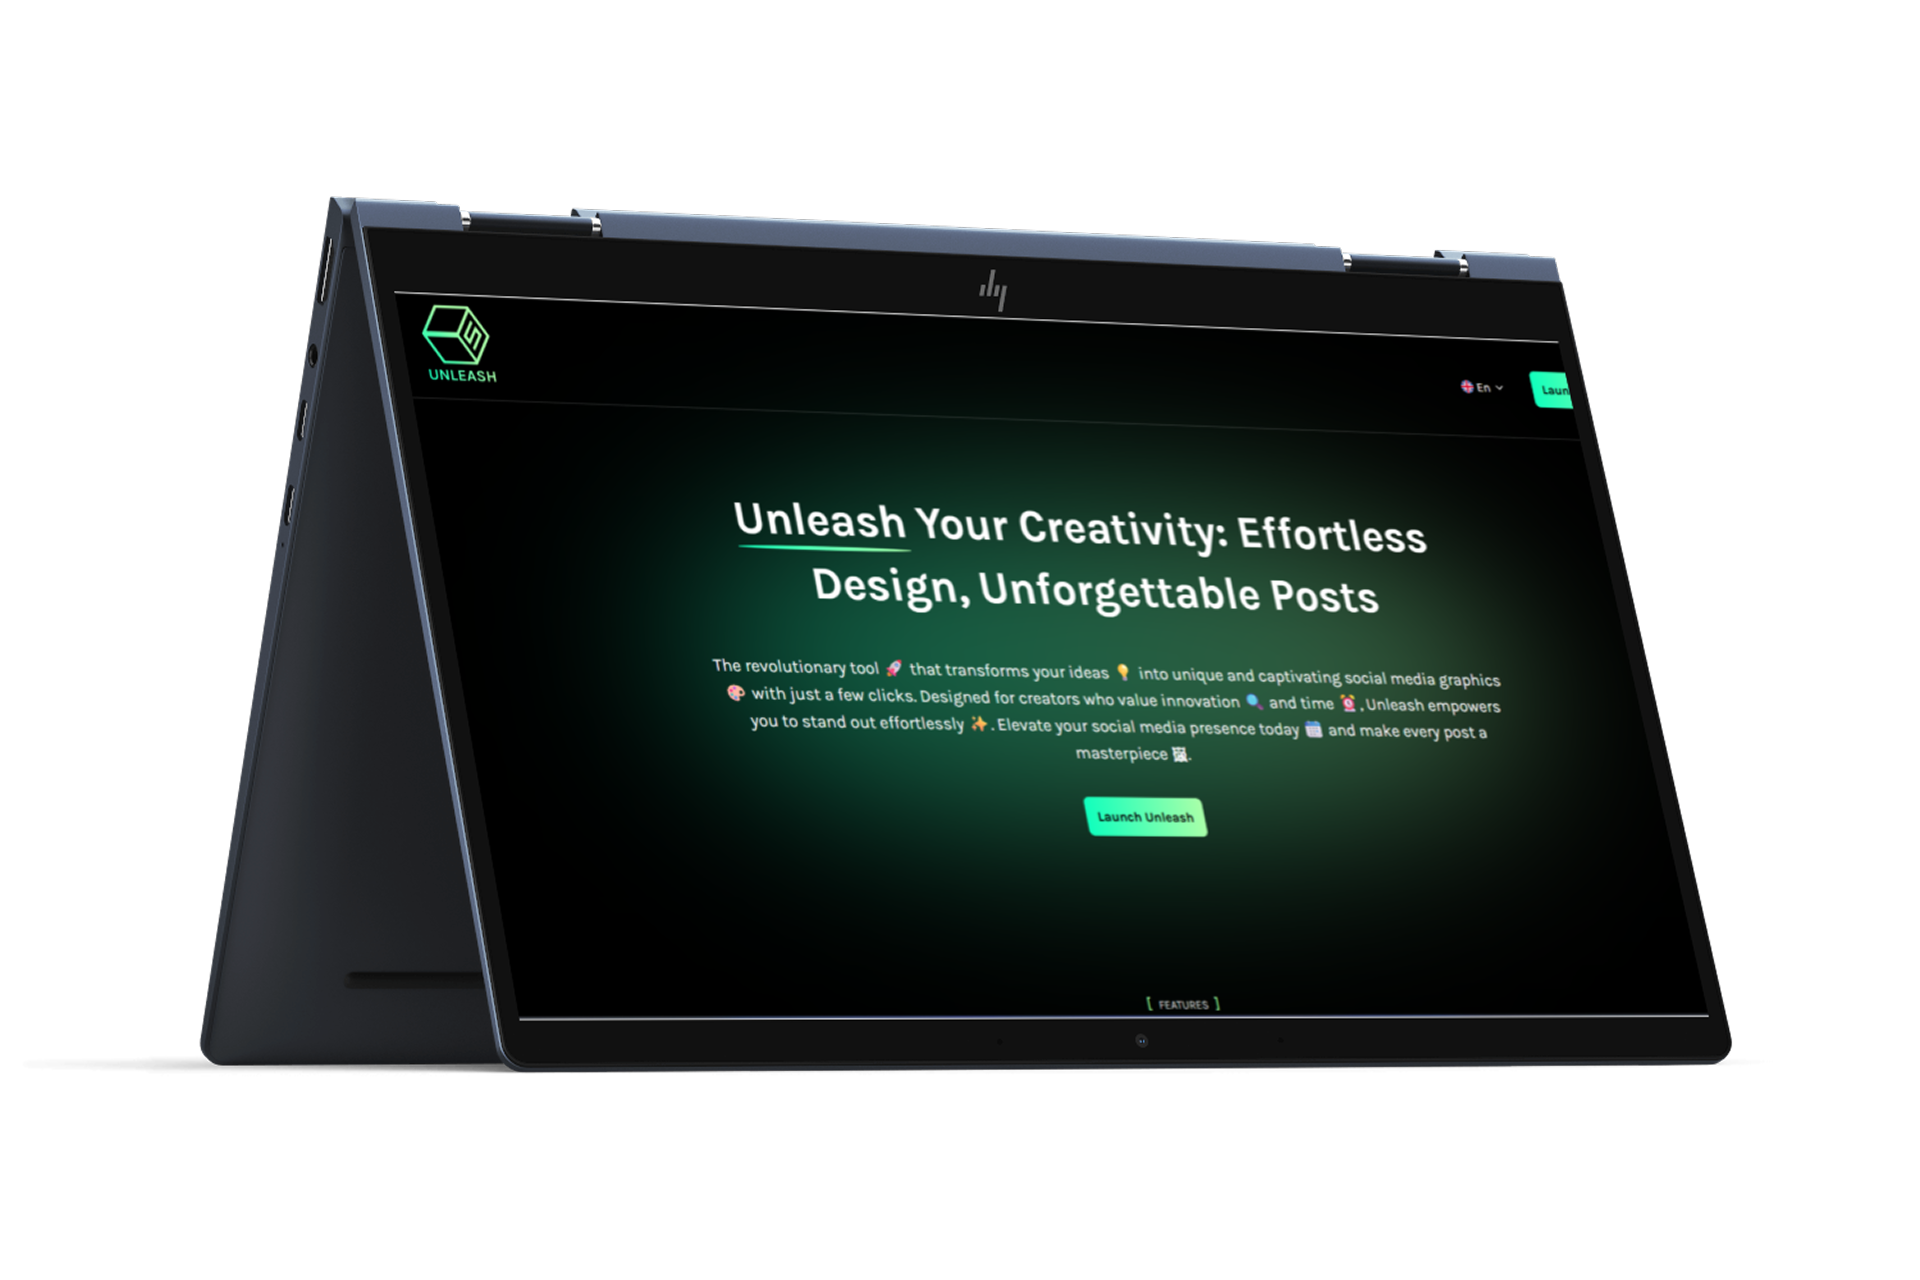 UNLEASH
En
Laun
Unleash Your Creativity: Effortless
Design, Unforgettable Posts
The revolutionary tool 🚀 that transforms your ideas 💡 into unique and captivating social media graphics
🎨 with just a few clicks. Designed for creators who value innovation 🔍 and time ⏰, Unleash empowers
you to stand out effortlessly ✨. Elevate your social media presence today 📅 and make every post a
masterpiece 🖼.
Launch Unleash
[ FEATURES ]